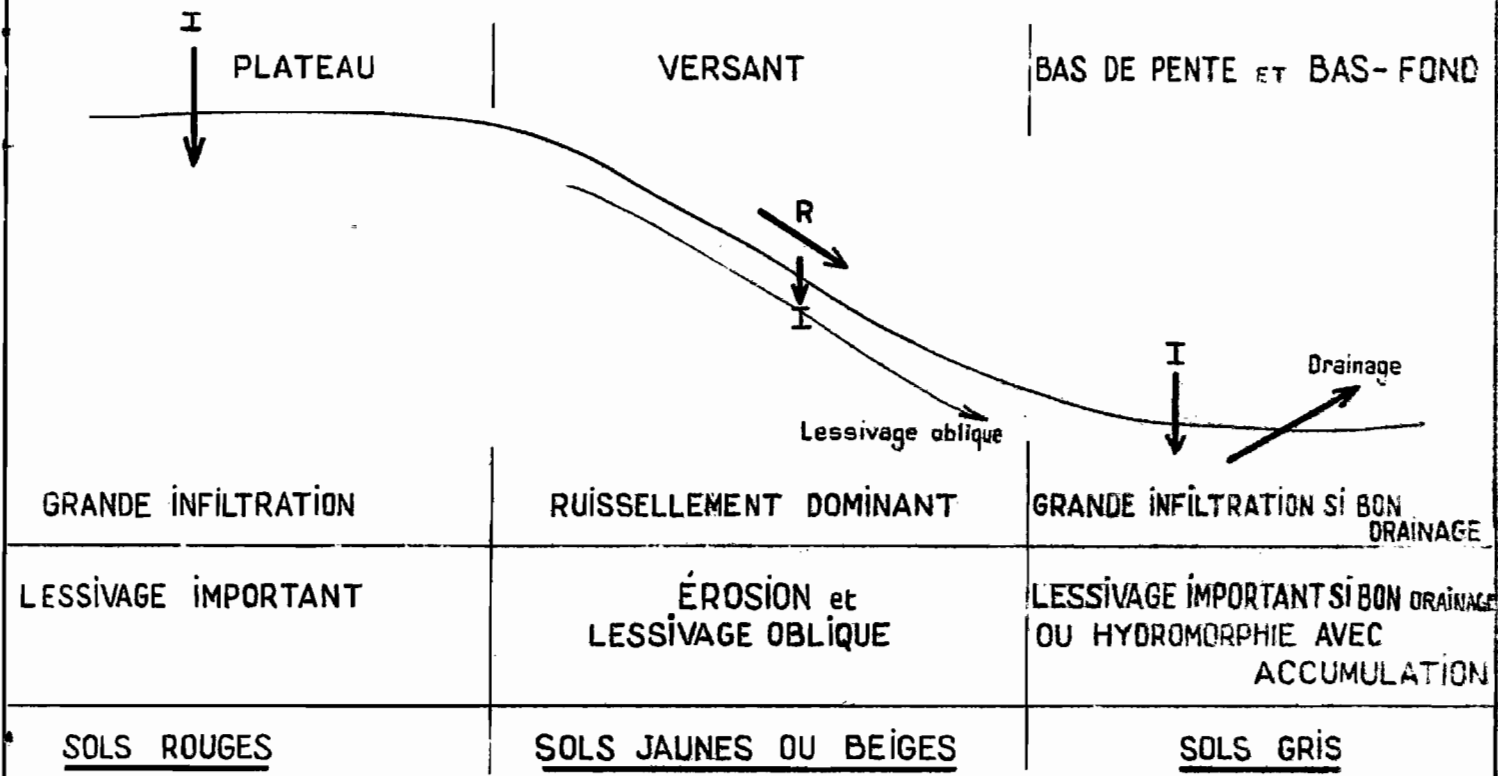 I
PLATEAU
VERSANT
BAS DE PENTE ET BAS-FOND
R
I
I
Drainage
Lessivage oblique
GRANDE INFILTRATION
RUISSELLEMENT DOMINANT
GRANDE INFILTRATION SI BON
DRAINAGE
LESSIVAGE IMPORTANT
ÉROSION et
LESSIVAGE OBLIQUE
LESSIVAGE IMPORTANT SI BON DRAINAGE
OU HYDROMORPHIE AVEC
ACCUMULATION
SOLS ROUGES
SOLS JAUNES OU BEIGES
SOLS GRIS